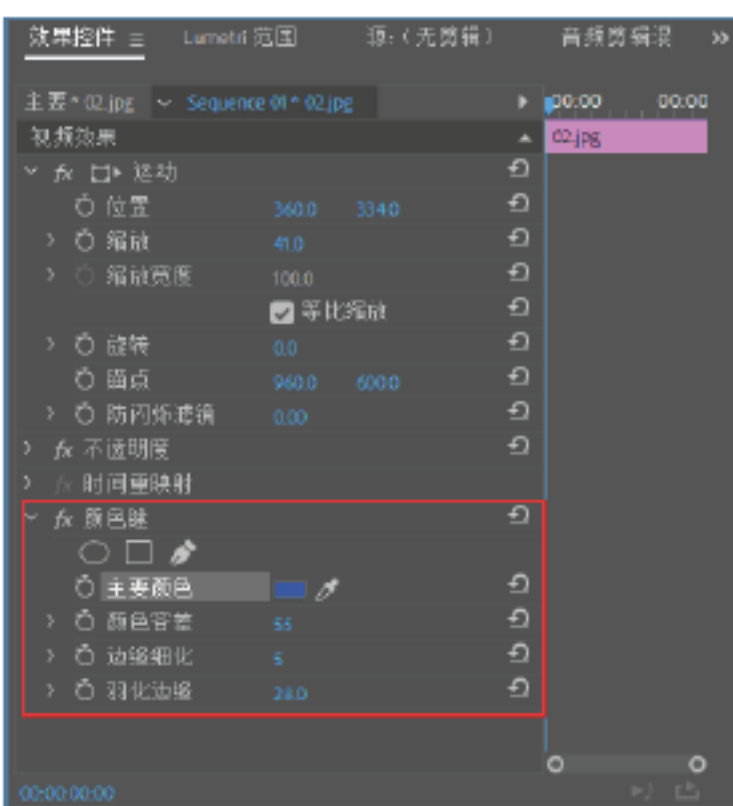 效果控件 Lumetri 范围 源:（无剪辑） 音频剪辑混 »
主要 * 02.jpg Sequence 01 * 02.jpg 00:00 00:00
视频效果 02.jpg
fx 运动
位置 360.0 334.0
缩放 41.0
缩放宽度 100.0
等比缩放
旋转 0.0
锚点 960.0 600.0
防闪烁滤镜 0.00
fx 不透明度
fx 时间重映射
fx 颜色键
主要颜色
颜色容差 55
边缘细化 5
羽化边缘 28.0
00:00:00:00